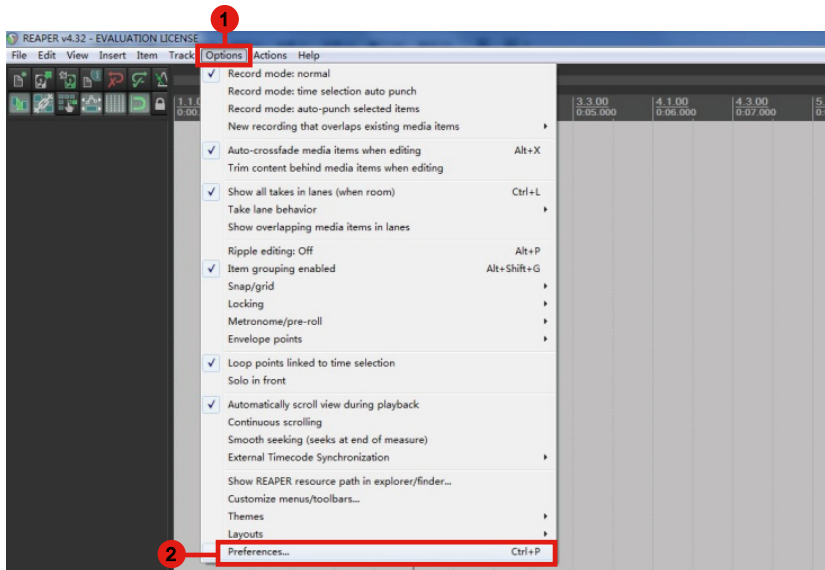 1
REAPER v4.32 - EVALUATION LICENSE
File Edit View Insert Item Track Options Actions Help
Record mode: normal
Record mode: time selection auto punch
Record mode: auto-punch selected items
New recording that overlaps existing media items
3.3.00 4.1.00 4.3.00
0:05.000 0:06.000 0:07.000
Auto-crossfade media items when editing Alt+X
Trim content behind media items when editing
Show all takes in lanes (when room) Ctrl+L
Take lane behavior
Show overlapping media items in lanes
Ripple editing: Off Alt+P
Item grouping enabled Alt+Shift+G
Snap/grid
Locking
Metronome/pre-roll
Envelope points
Loop points linked to time selection
Solo in front
Automatically scroll view during playback
Continuous scrolling
Smooth seeking (seeks at end of measure)
External Timecode Synchronization
Show REAPER resource path in explorer/finder...
Customize menus/toolbars...
Themes
Layouts
2 Preferences... Ctrl+P